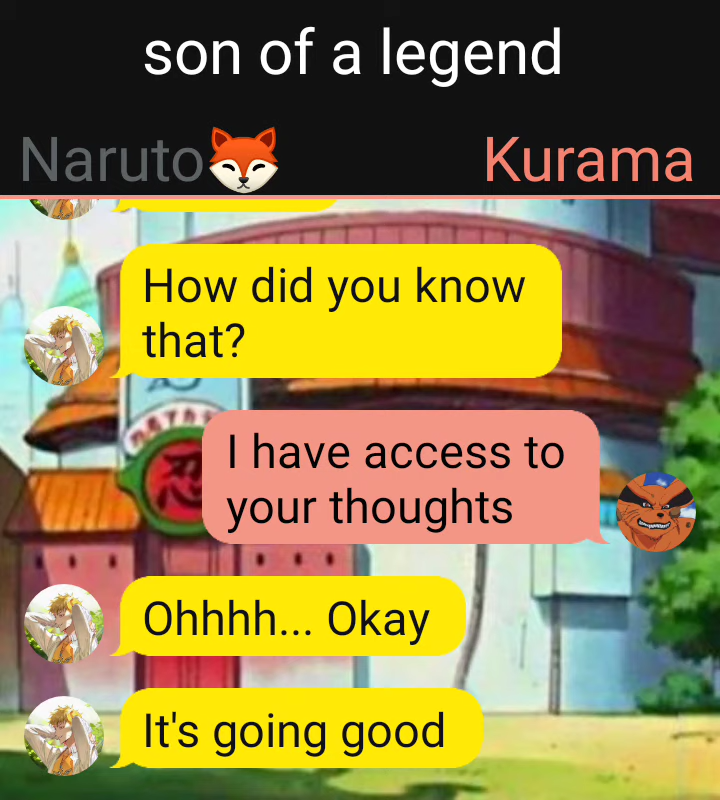 son of a legend
Naruto🦊 Kurama
How did you know
that?
忍
I have access to
your thoughts
Ohhhh... Okay
It's going good